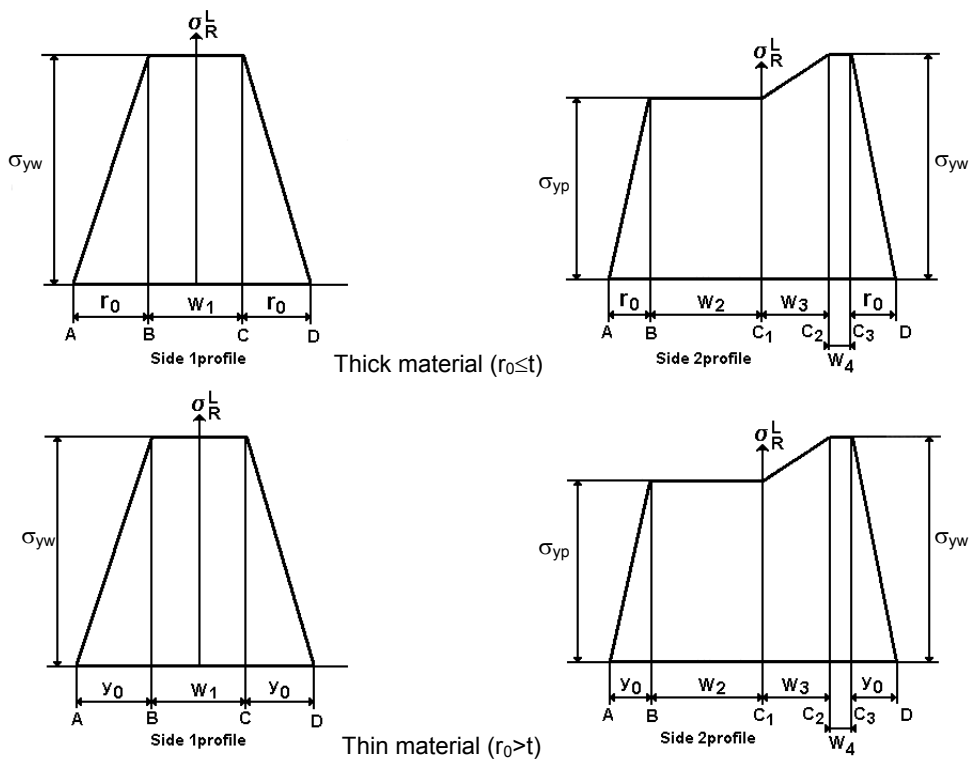 σ_R^L
σ_yw
r₀ w₁ r₀
A B C D
Side 1profile
σ_R^L
σ_yp
σ_yw
r₀ w₂ w₃ r₀
A B C₁ C₂ C₃ D
W₄
Side 2profile
Thick material (r₀≤t)
σ_R^L
σ_yw
y₀ w₁ y₀
A B C D
Side 1profile
σ_R^L
σ_yp
σ_yw
y₀ w₂ w₃ y₀
A B C₁ C₂ C₃ D
W₄
Side 2profile
Thin material (r₀>t)